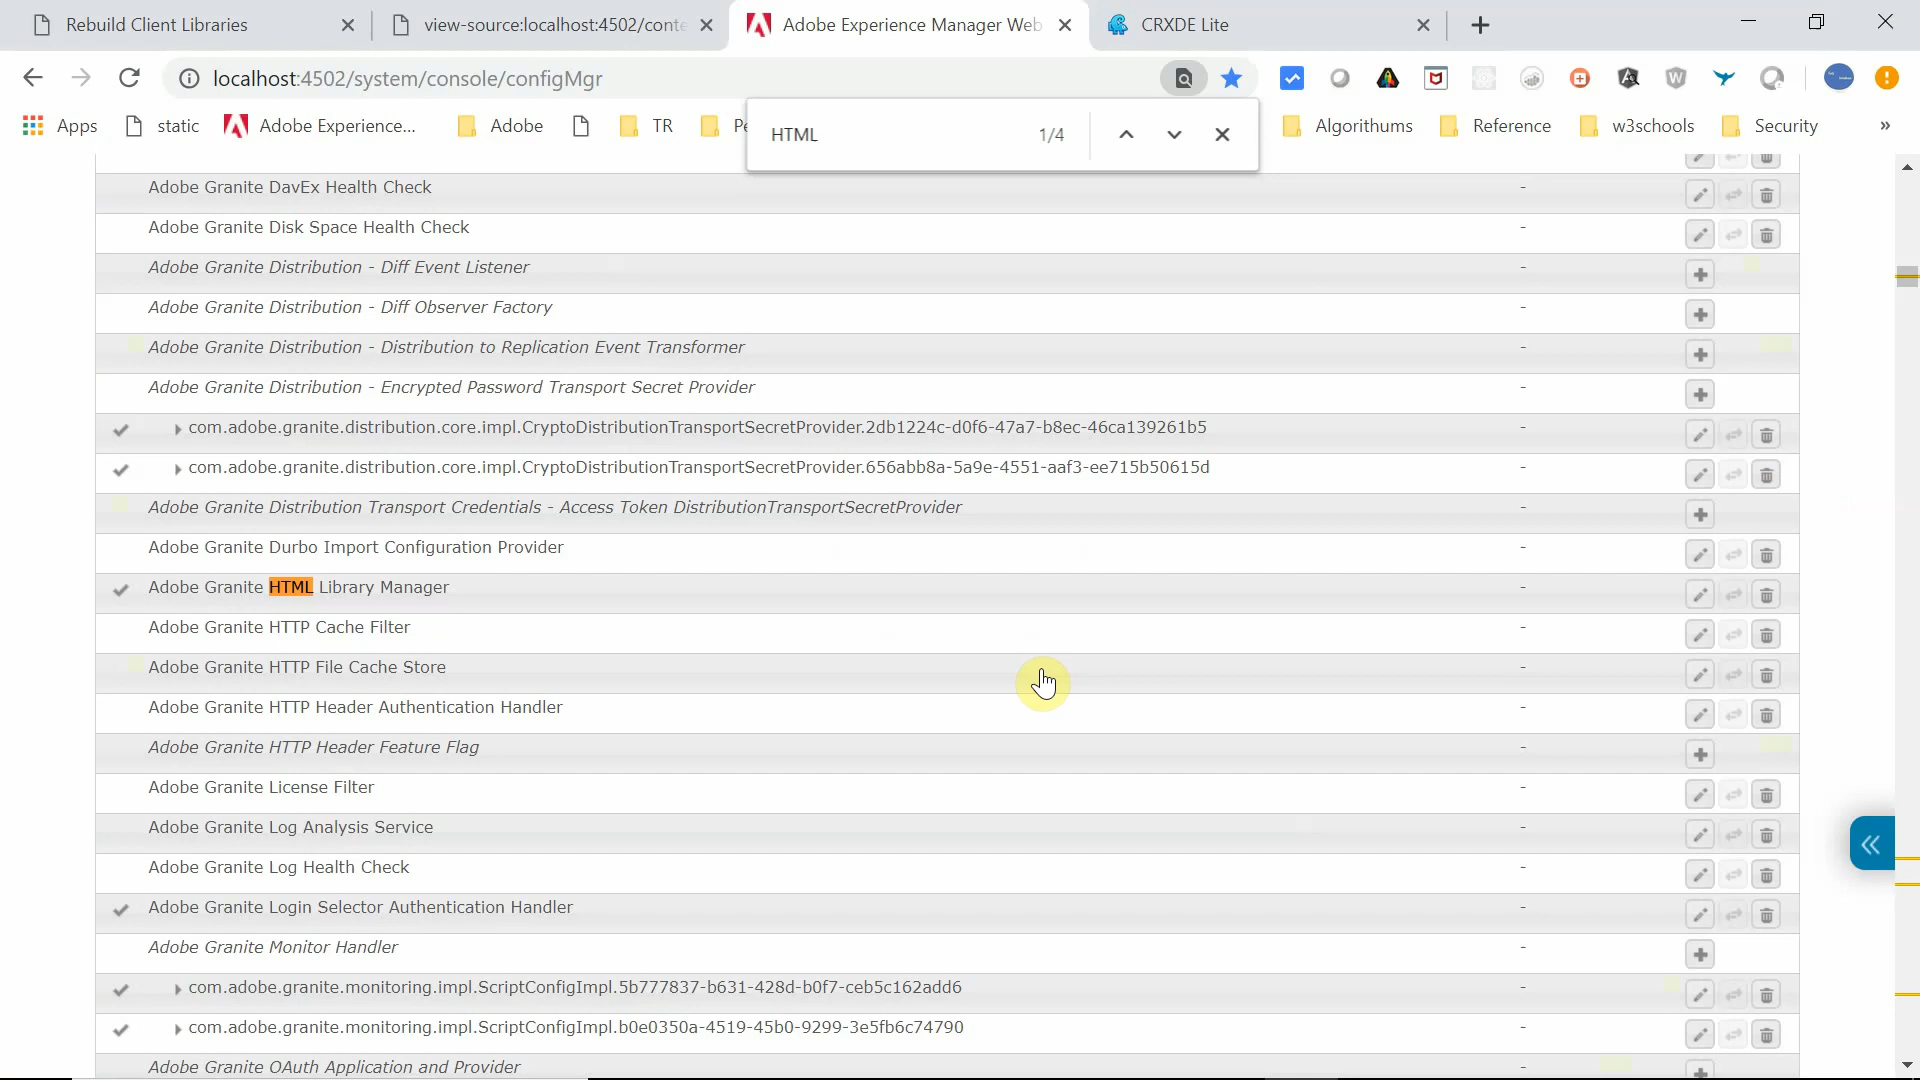 Rebuild Client Libraries
view-source:localhost:4502/conte
Adobe Experience Manager Web
CRXDE Lite
localhost:4502/system/console/configMgr
Apps
static
Adobe Experience...
Adobe
TR
Pe
HTML
1/4
Algorithums
Reference
w3schools
Security
»
Adobe Granite DavEx Health Check -
Adobe Granite Disk Space Health Check -
Adobe Granite Distribution - Diff Event Listener -
Adobe Granite Distribution - Diff Observer Factory -
Adobe Granite Distribution - Distribution to Replication Event Transformer -
Adobe Granite Distribution - Encrypted Password Transport Secret Provider -
com.adobe.granite.distribution.core.impl.CryptoDistributionTransportSecretProvider.2db1224c-d0f6-47a7-b8ec-46ca139261b5 -
com.adobe.granite.distribution.core.impl.CryptoDistributionTransportSecretProvider.656abb8a-5a9e-4551-aaf3-ee715b50615d -
Adobe Granite Distribution Transport Credentials - Access Token DistributionTransportSecretProvider -
Adobe Granite Durbo Import Configuration Provider -
Adobe Granite HTML Library Manager -
Adobe Granite HTTP Cache Filter -
Adobe Granite HTTP File Cache Store -
Adobe Granite HTTP Header Authentication Handler -
Adobe Granite HTTP Header Feature Flag -
Adobe Granite License Filter -
Adobe Granite Log Analysis Service -
Adobe Granite Log Health Check -
Adobe Granite Login Selector Authentication Handler -
Adobe Granite Monitor Handler -
com.adobe.granite.monitoring.impl.ScriptConfigImpl.5b777837-b631-428d-b0f7-ceb5c162add6 -
com.adobe.granite.monitoring.impl.ScriptConfigImpl.b0e0350a-4519-45b0-9299-3e5fb6c74790 -
Adobe Granite OAuth Application and Provider -